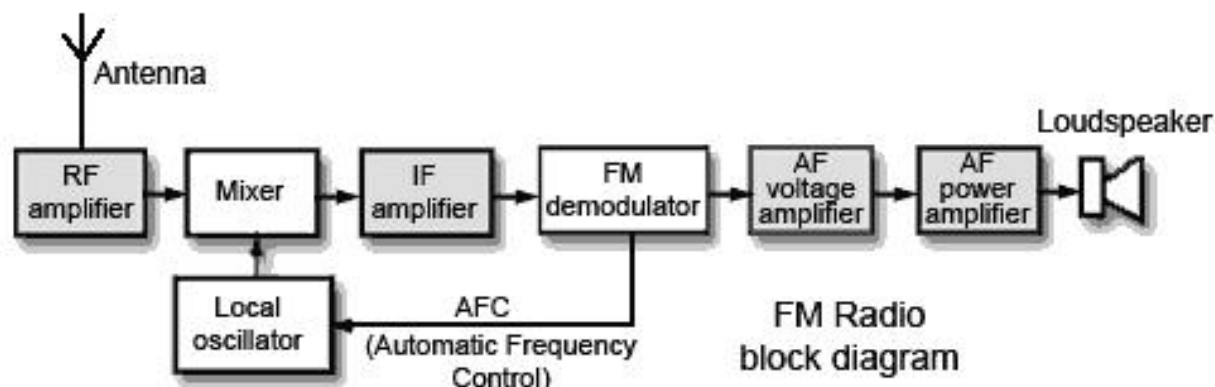 Antenna
RF
amplifier
Mixer
IF
amplifier
FM
demodulator
AF
voltage
amplifier
AF
power
amplifier
Loudspeaker
Local
oscillator
AFC
(Automatic Frequency
Control)
FM Radio
block diagram